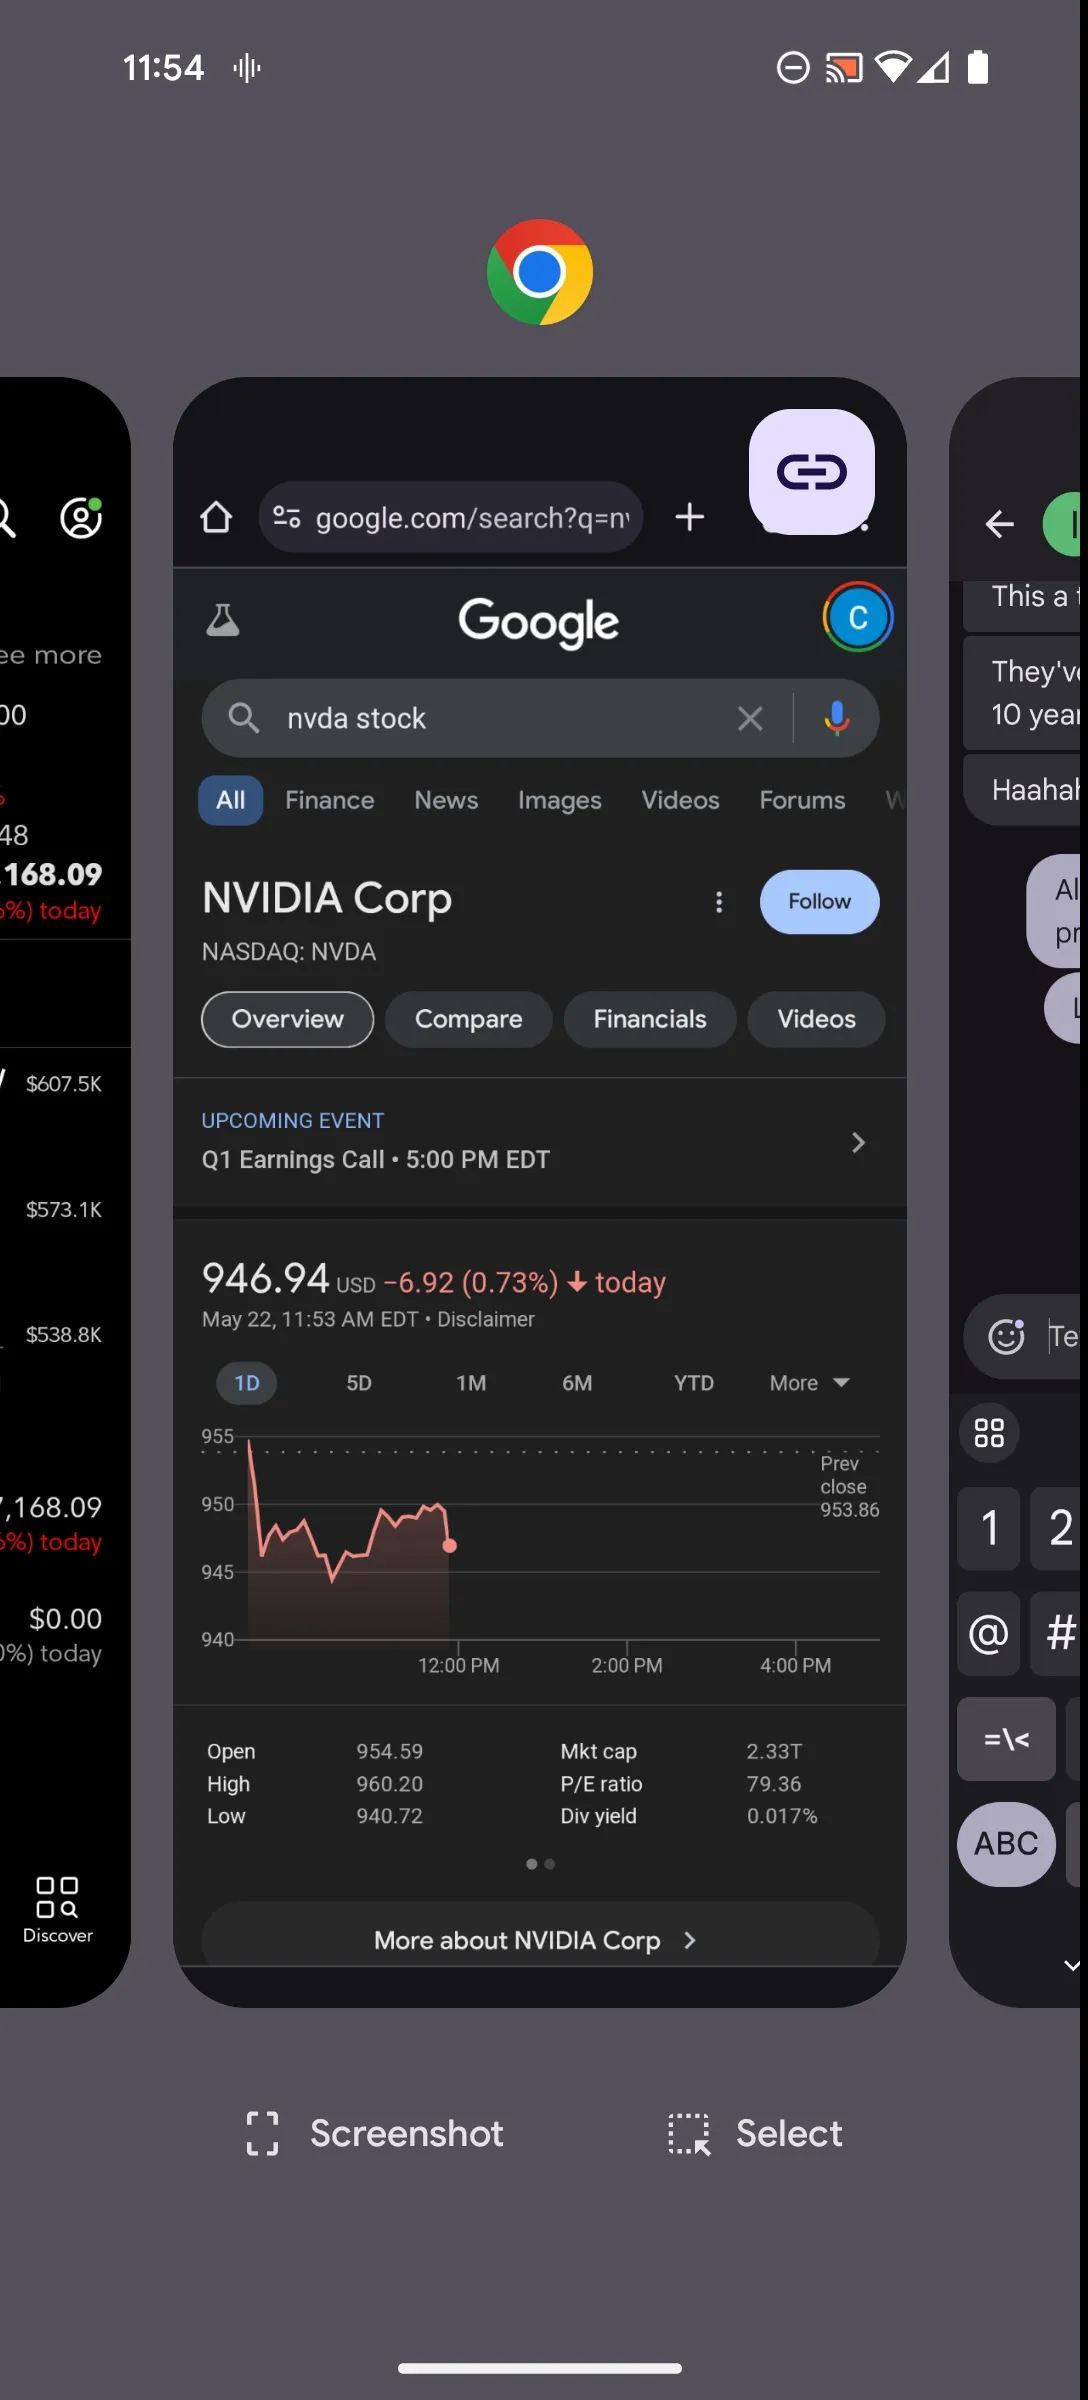 11:54
google.com/search?q=n
Google
C
nvda stock
All Finance News Images Videos Forums
NVIDIA Corp
Follow
NASDAQ: NVDA
Overview Compare Financials Videos
UPCOMING EVENT
Q1 Earnings Call • 5:00 PM EDT
946.94 USD −6.92 (0.73%) today
May 22, 11:53 AM EDT • Disclaimer
1D 5D 1M 6M YTD More
955
950
945
940
Prev
close
953.86
12:00 PM 2:00 PM 4:00 PM
Open 954.59 Mkt cap 2.33T
High 960.20 P/E ratio 79.36
Low 940.72 Div yield 0.017%
More about NVIDIA Corp
ee more
00
48
,168.09
%) today
$607.5K
$573.1K
$538.8K
7,168.09
%) today
$0.00
0%) today
Discover
This a
They'v
10 year
Haahah
Al
pr
Te
1 2
@ #
=\<
ABC
Screenshot Select